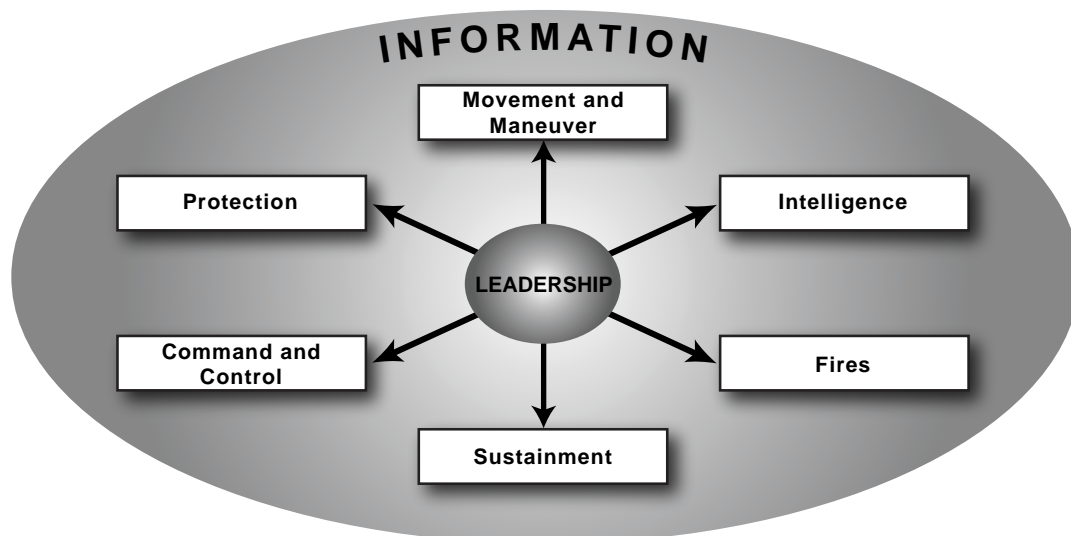 INFORMATION
Movement and
Maneuver
Protection
Intelligence
LEADERSHIP
Command and
Control
Fires
Sustainment